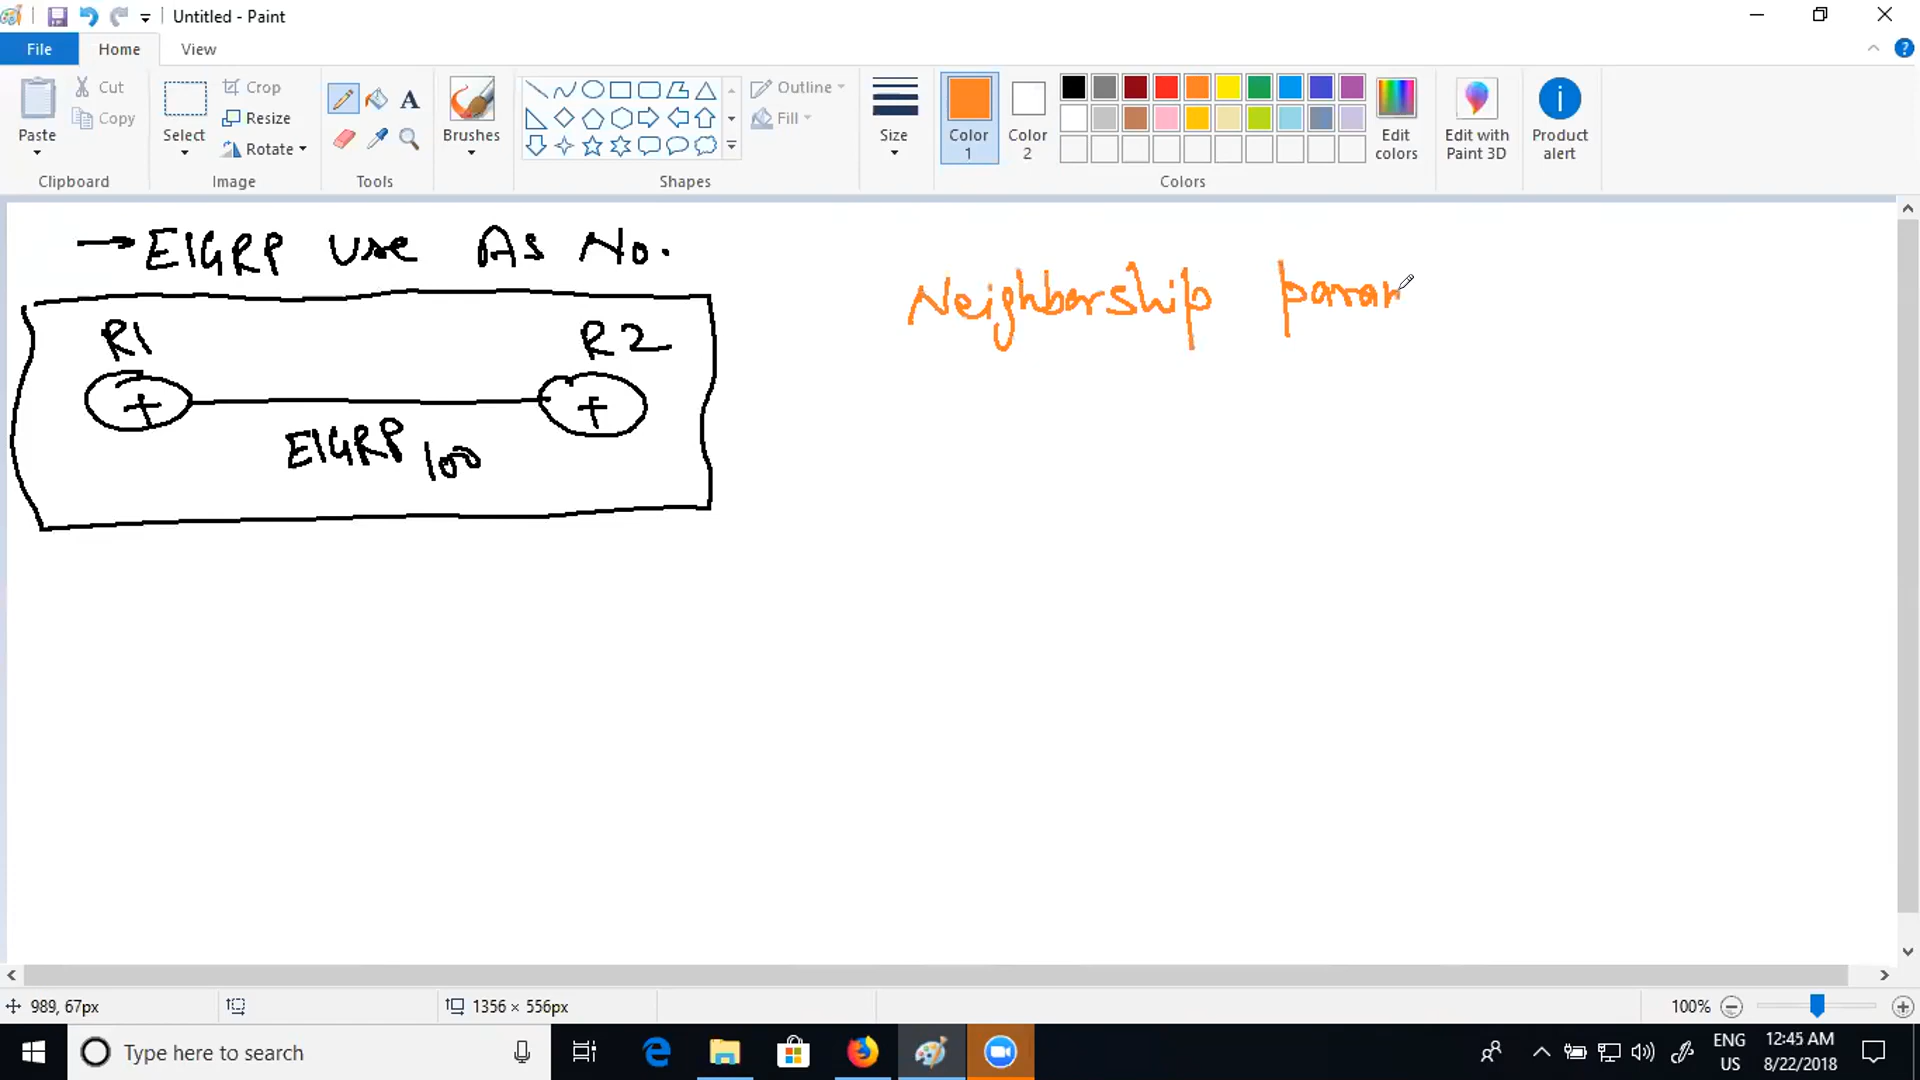 Untitled - Paint
File Home View
Paste Cut Copy Clipboard
Select Crop Resize Rotate Image
Tools
Brushes
Shapes
Outline Fill
Size
Color 1 Color 2
Edit colors
Colors
Edit with Paint 3D
Product alert
→ EIGRP Use As No.
R1 R2
EIGRP 100
Neighborship param
989, 67px
1356 × 556px
100%
Type here to search
ENG US
12:45 AM
8/22/2018